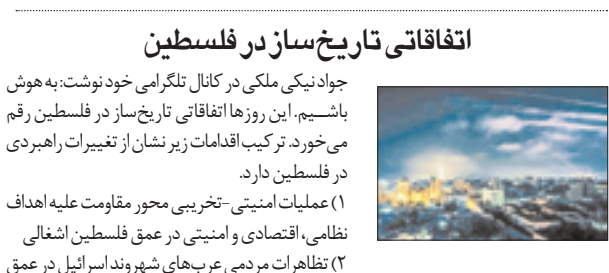 اتفاقاتی تاریخ‌ساز در فلسطین
جواد نیکی ملکی در کانال تلگرامی خود نوشت: به هوش
باشـیم. این روزها اتفاقاتی تاریخ‌ساز در فلسطین رقم
می‌خورد. ترکیب اقدامات زیر نشان از تغییرات راهبردی
در فلسطین دارد.
۱) عملیات امنیتی-تخریبی محور مقاومت علیه اهداف
نظامی، اقتصادی و امنیتی در عمق فلسطین اشغالی
۲) تظاهرات مردمی عرب‌های شهروند اسرائیل در عمق